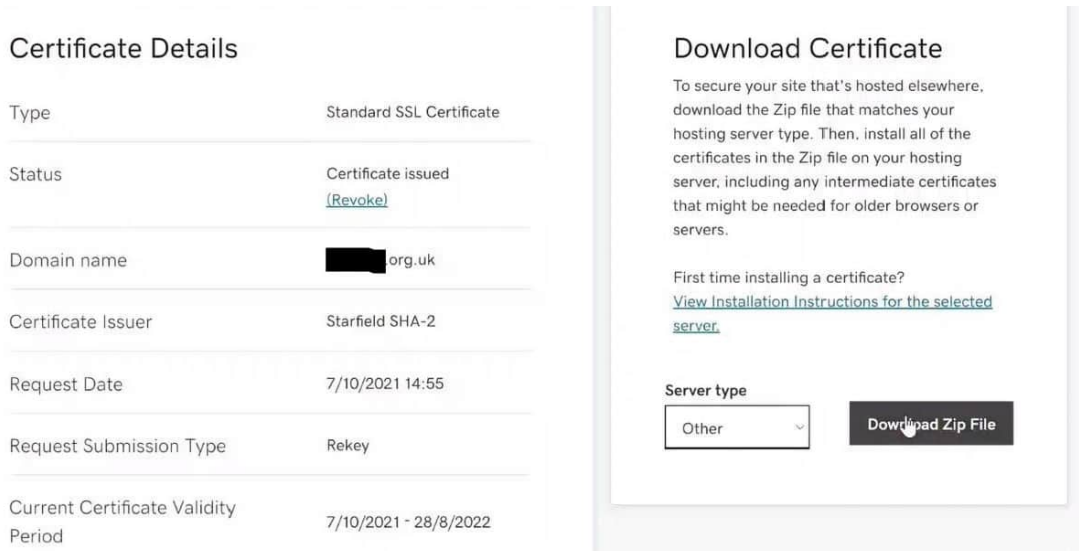 Certificate Details
Type
Standard SSL Certificate
Status
Certificate issued
(Revoke)
Domain name
.org.uk
Certificate Issuer
Starfield SHA-2
Request Date
7/10/2021 14:55
Request Submission Type
Rekey
Current Certificate Validity
Period
7/10/2021 - 28/8/2022
Download Certificate
To secure your site that's hosted elsewhere,
download the Zip file that matches your
hosting server type. Then, install all of the
certificates in the Zip file on your hosting
server, including any intermediate certificates
that might be needed for older browsers or
servers.
First time installing a certificate?
View Installation Instructions for the selected
server.
Server type
Other
Download Zip File